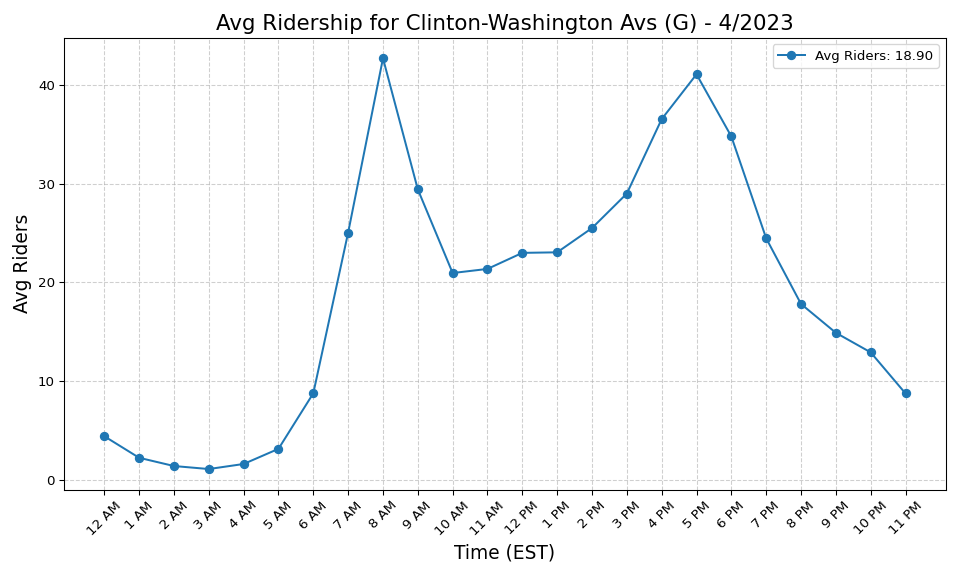 Avg Ridership for Clinton-Washington Avs (G) - 4/2023
Avg Riders: 18.90
Avg Riders
40
30
20
10
0
12 AM
1 AM
2 AM
3 AM
4 AM
5 AM
6 AM
7 AM
8 AM
9 AM
10 AM
11 AM
12 PM
1 PM
2 PM
3 PM
4 PM
5 PM
6 PM
7 PM
8 PM
9 PM
10 PM
11 PM
Time (EST)